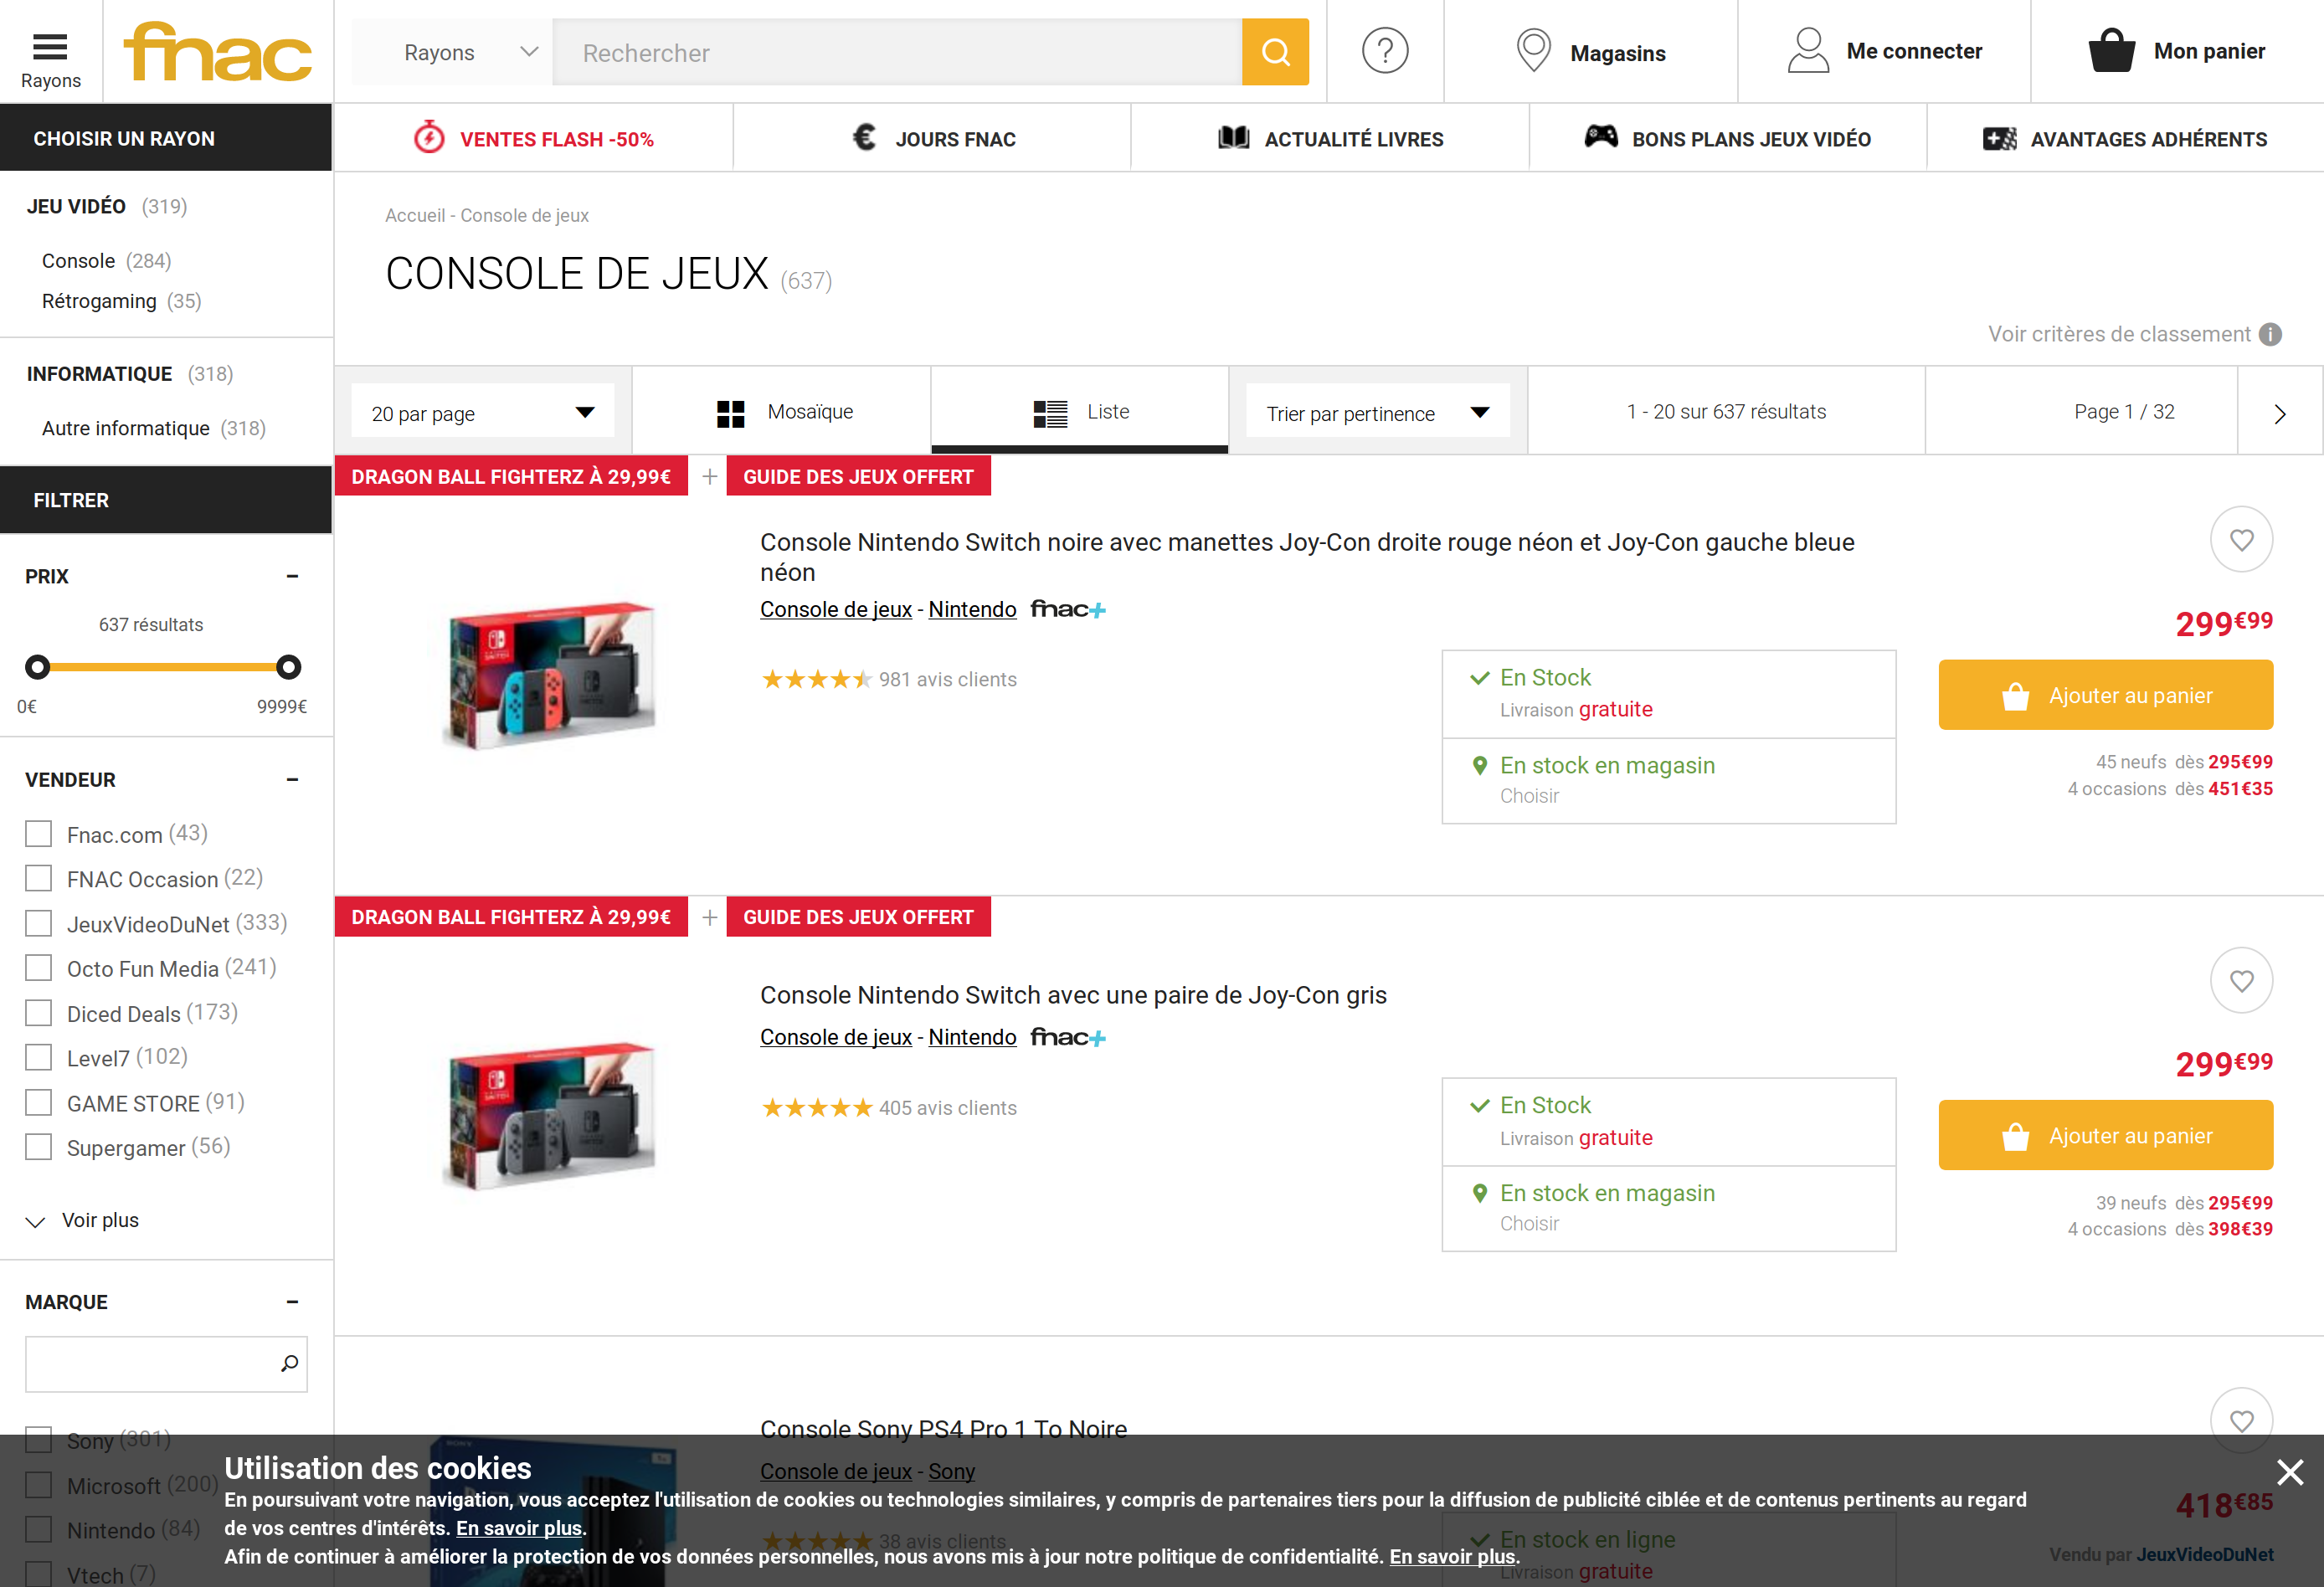 Rayons
fnac
Rayons
Rechercher
?
Magasins
Me connecter
Mon panier
CHOISIR UN RAYON
VENTES FLASH -50%
JOURS FNAC
ACTUALITÉ LIVRES
BONS PLANS JEUX VIDÉO
AVANTAGES ADHÉRENTS
JEU VIDÉO (319)
Console (284)
Rétrogaming (35)
INFORMATIQUE (318)
Autre informatique (318)
FILTRER
PRIX
637 résultats
0€ 9999€
VENDEUR
Fnac.com (43)
FNAC Occasion (22)
JeuxVideoDuNet (333)
Octo Fun Media (241)
Diced Deals (173)
Level7 (102)
GAME STORE (91)
Supergamer (56)
Voir plus
MARQUE
Sony (301)
Microsoft (200)
Nintendo (84)
Vtech (7)
Accueil - Console de jeux
CONSOLE DE JEUX (637)
Voir critères de classement i
20 par page
Mosaïque
Liste
Trier par pertinence
1 - 20 sur 637 résultats
Page 1 / 32
DRAGON BALL FIGHTERZ À 29,99€ + GUIDE DES JEUX OFFERT
Console Nintendo Switch noire avec manettes Joy-Con droite rouge néon et Joy-Con gauche bleue
néon
Console de jeux - Nintendo fnac+
981 avis clients
En Stock
Livraison gratuite
En stock en magasin
Choisir
299€99
Ajouter au panier
45 neufs dès 295€99
4 occasions dès 451€35
DRAGON BALL FIGHTERZ À 29,99€ + GUIDE DES JEUX OFFERT
Console Nintendo Switch avec une paire de Joy-Con gris
Console de jeux - Nintendo fnac+
405 avis clients
En Stock
Livraison gratuite
En stock en magasin
Choisir
299€99
Ajouter au panier
39 neufs dès 295€99
4 occasions dès 398€39
Console Sony PS4 Pro 1 To Noire
Console de jeux - Sony
38 avis clients
En stock en ligne
Livraison gratuite
418€85
Vendu par JeuxVideoDuNet
Utilisation des cookies
En poursuivant votre navigation, vous acceptez l'utilisation de cookies ou technologies similaires, y compris de partenaires tiers pour la diffusion de publicité ciblée et de contenus pertinents au regard
de vos centres d'intérêts. En savoir plus.
Afin de continuer à améliorer la protection de vos données personnelles, nous avons mis à jour notre politique de confidentialité. En savoir plus.